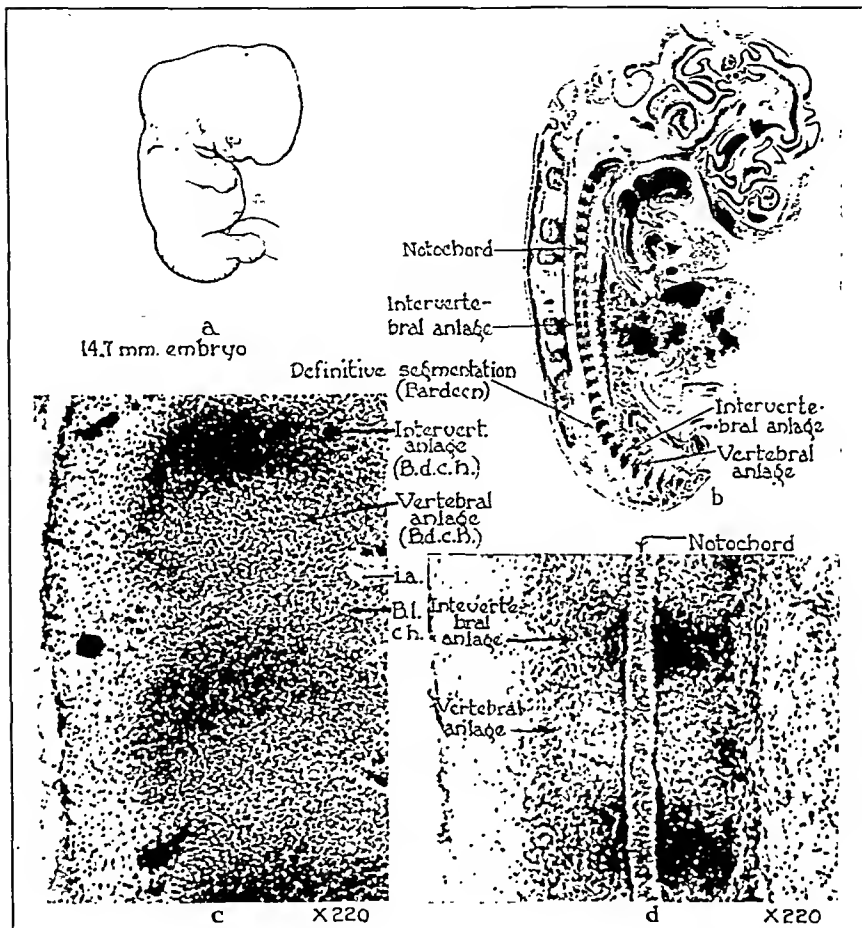 a
14.7 mm. embryo
Notochord
Interverte-
bral anlage
Definitive segmentation
(Bardeen)
Interverte-
bral anlage
Vertebral
anlage
b
Intervert.
anlage
(B.d.c.h.)
Vertebral
anlage
(B.d.c.h.)
i.a.
B.l.
c.h.
c
X220
Notochord
Inteverte-
bral
anlage
Vertebral
anlage
d
X220